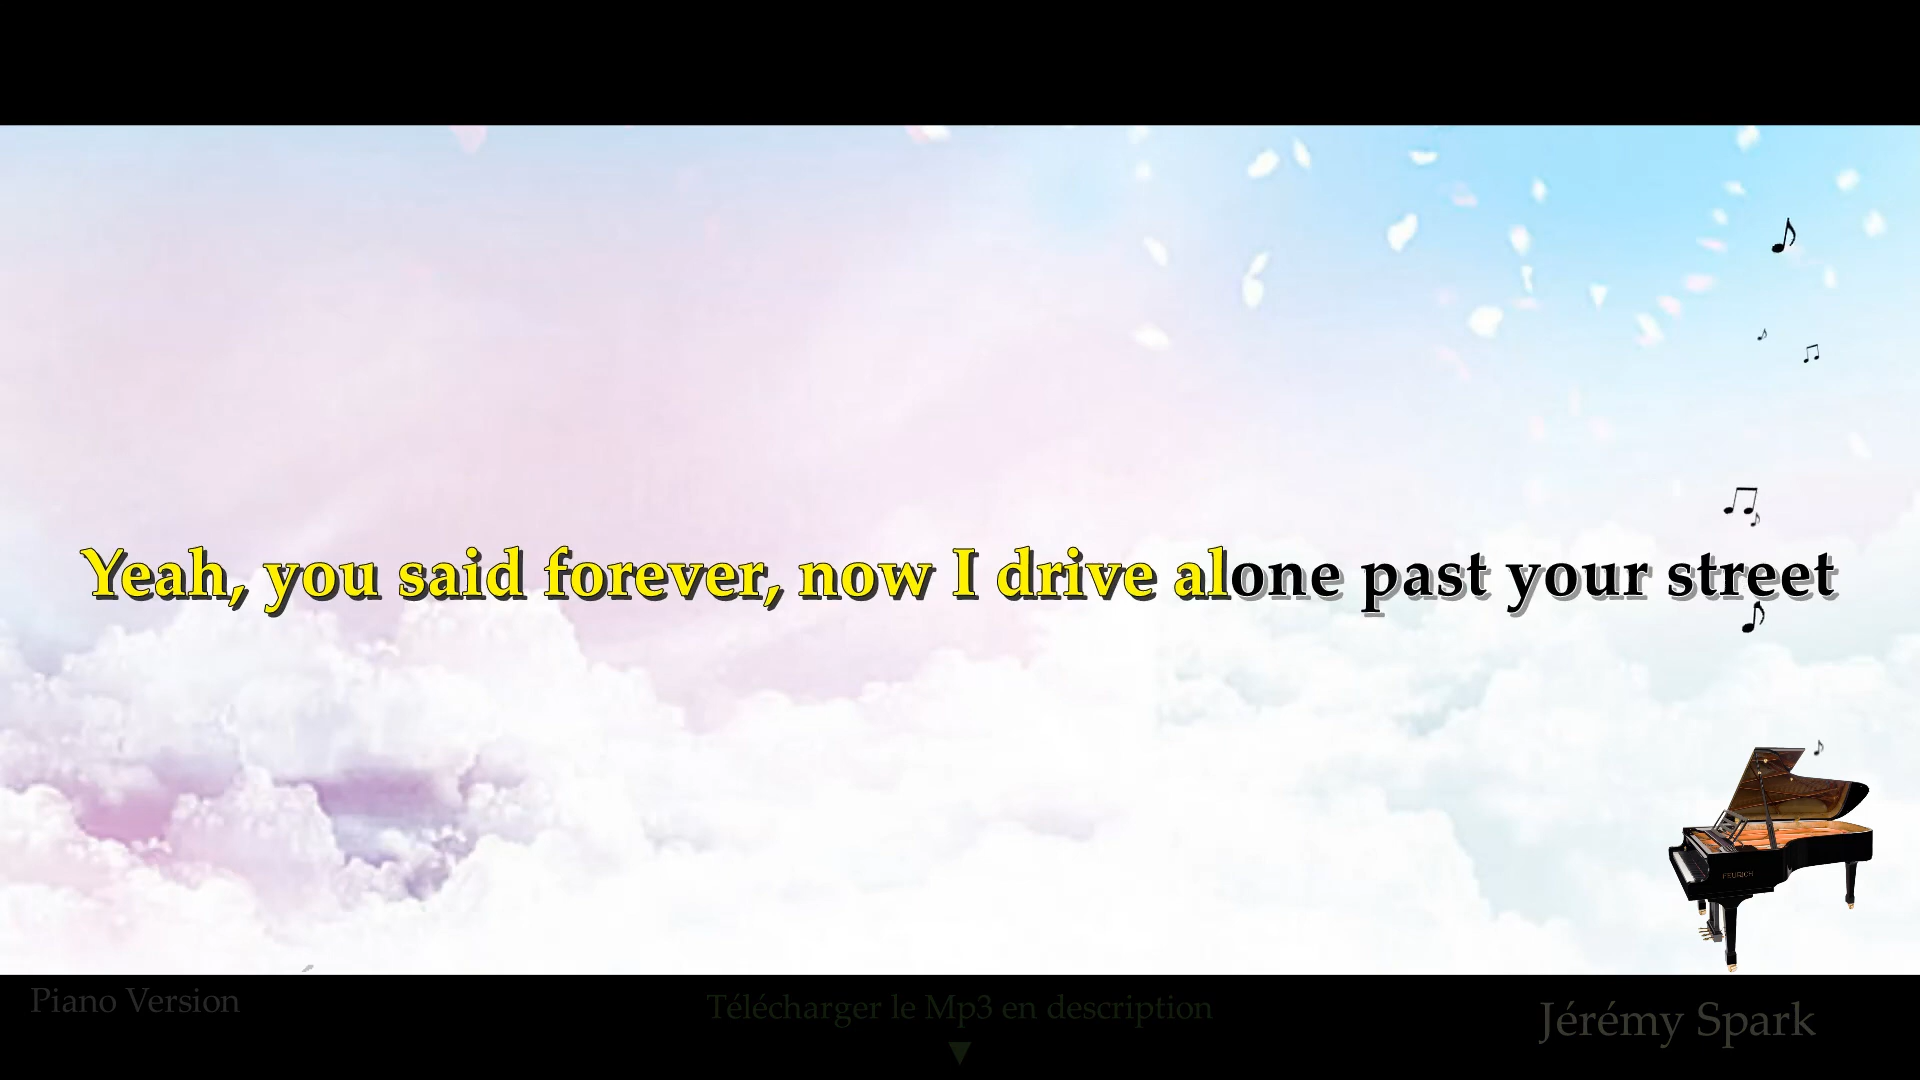 Yeah, you said forever, now I drive alone past your street
FEURICH
Piano Version
Télécharger le Mp3 en description
Jérémy Spark